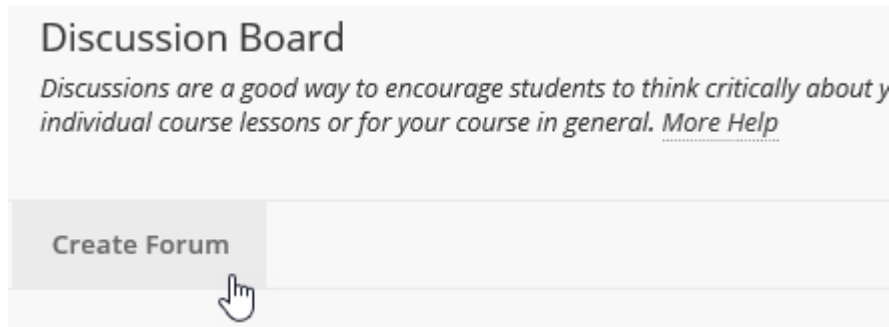 Discussion Board
Discussions are a good way to encourage students to think critically about y
individual course lessons or for your course in general. More Help
Create Forum